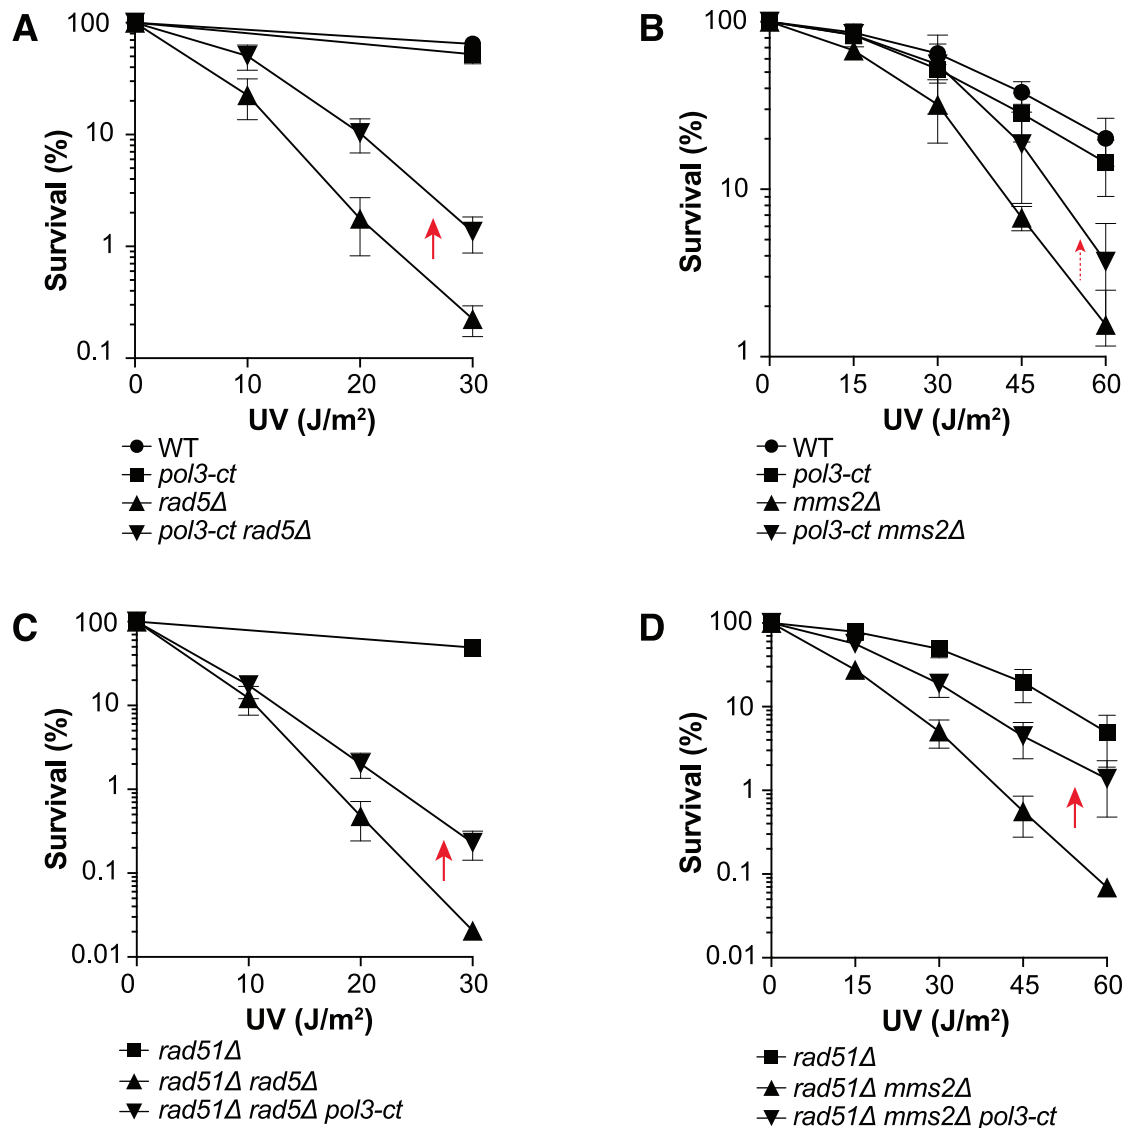 A
Survival (%)
100
10
1
0.1
0 10 20 30
UV (J/m²)
WT
pol3-ct
rad5Δ
pol3-ct rad5Δ
B
Survival (%)
100
10
1
0 15 30 45 60
UV (J/m²)
WT
pol3-ct
mms2Δ
pol3-ct mms2Δ
C
Survival (%)
100
10
1
0.1
0.01
0 10 20 30
UV (J/m²)
rad51Δ
rad51Δ rad5Δ
rad51Δ rad5Δ pol3-ct
D
Survival (%)
100
10
1
0.1
0.01
0 15 30 45 60
UV (J/m²)
rad51Δ
rad51Δ mms2Δ
rad51Δ mms2Δ pol3-ct